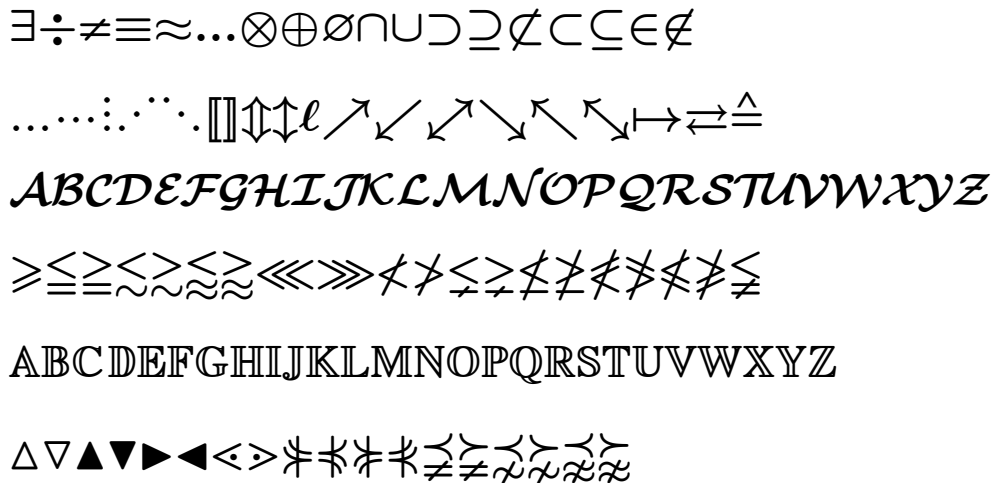 ∃÷≠≡≈…⊗⊕∅∩∪⊃⊇⊄⊂⊆∈∉
…⋯⋮⋰⋱⟦⟧⇕↕ℓ↗↙⤢↘↖⤡↦⇄≙
𝓐𝓑𝓒𝓓𝓔𝓕𝓖𝓗𝓘𝓙𝓚𝓛𝓜𝓝𝓞𝓟𝓠𝓡𝓢𝓣𝓤𝓥𝓦𝓧𝓨𝓩
⩾≦≧≲≳⪅⪆⋘⋙≮≯⪇⪈≰≱≰≱≰≱≨
𝔸𝔹ℂ𝔻𝔼𝔽𝔾ℍ𝕀𝕁𝕂𝕃𝕄ℕ𝕆ℙℚℝ𝕊𝕋𝕌𝕍𝕎𝕏𝕐ℤ
△▽▲▼▶◀⋖⋗⊁⊀⊁⊀⪵⪶⋨⋩⪹⪺